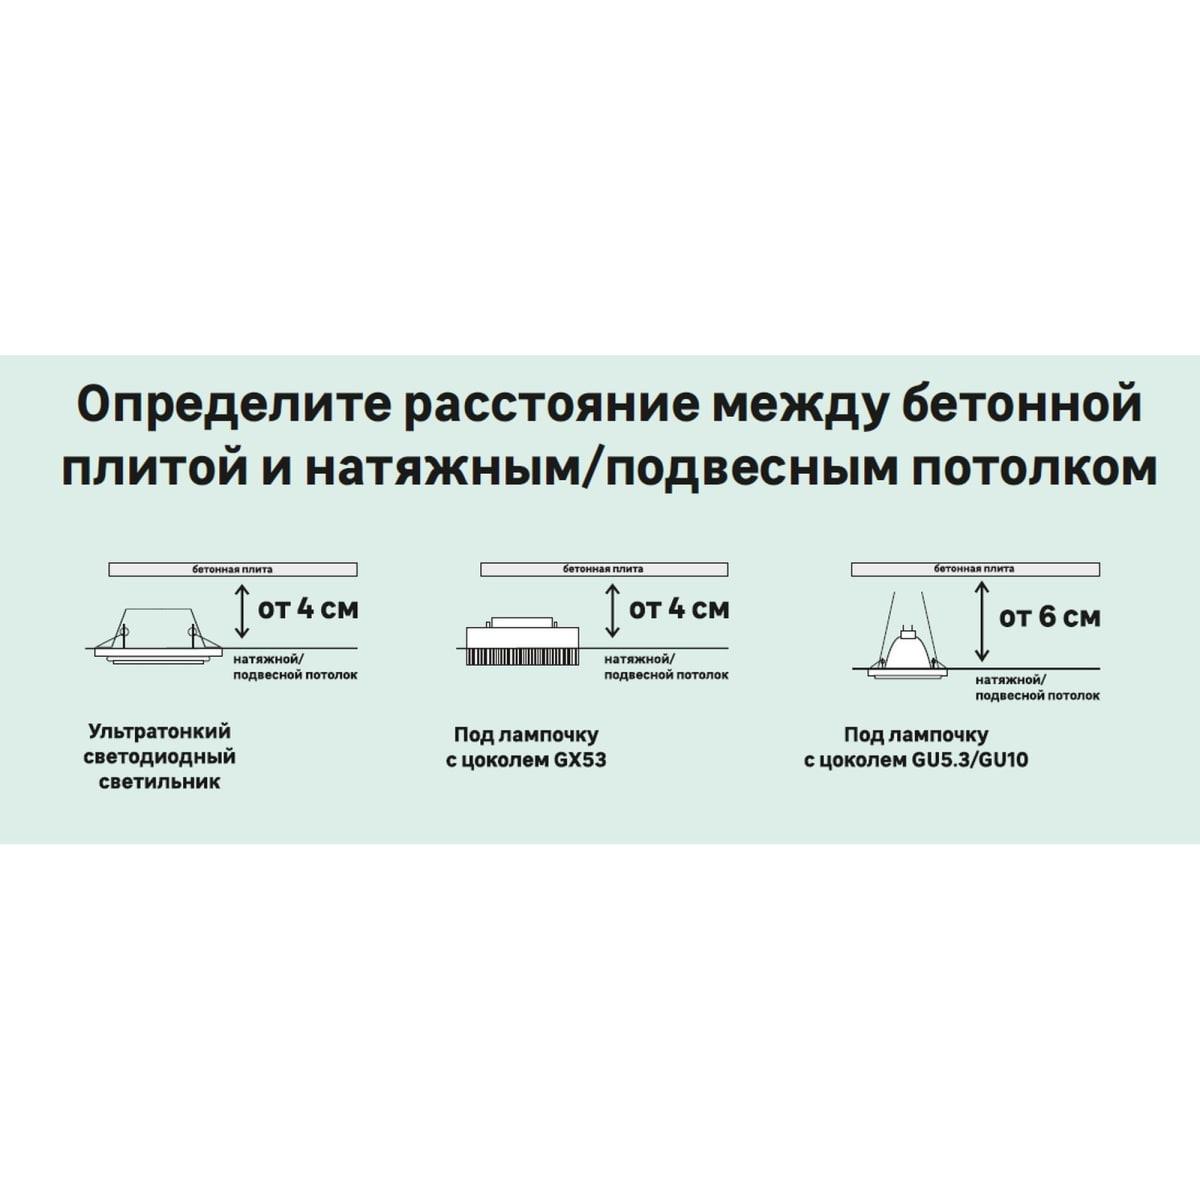 Определите расстояние между бетонной
плитой и натяжным/подвесным потолком
бетонная плита
от 4 см
натяжной/
подвесной потолок
Ультратонкий
светодиодный
светильник
бетонная плита
от 4 см
натяжной/
подвесной потолок
Под лампочку
с цоколем GX53
бетонная плита
от 6 см
натяжной/
подвесной потолок
Под лампочку
с цоколем GU5.3/GU10